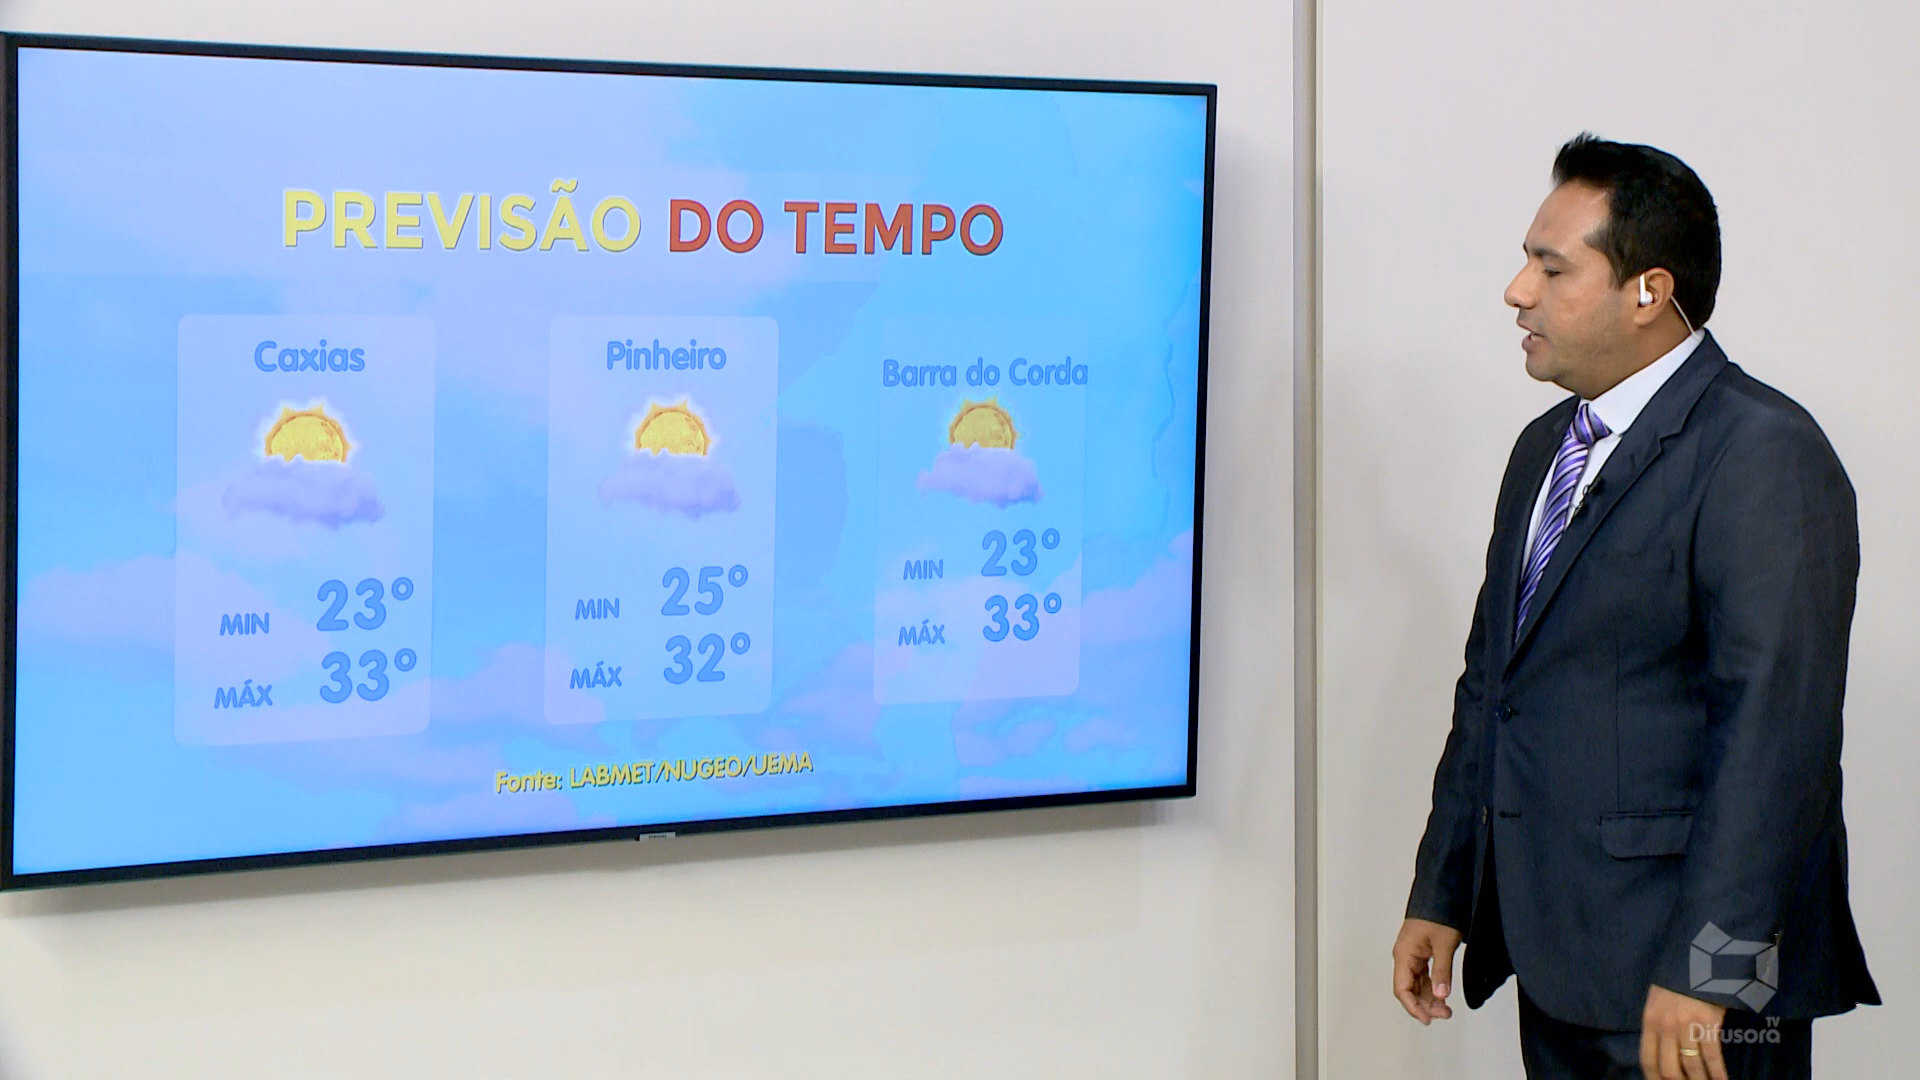 PREVISÃO DO TEMPO
Caxias
MIN 23°
MÁX 33°
Pinheiro
MIN 25°
MÁX 32°
Barra do Corda
MIN 23°
MÁX 33°
Fonte: LABMET/NUGEO/UEMA
TV
Difusora